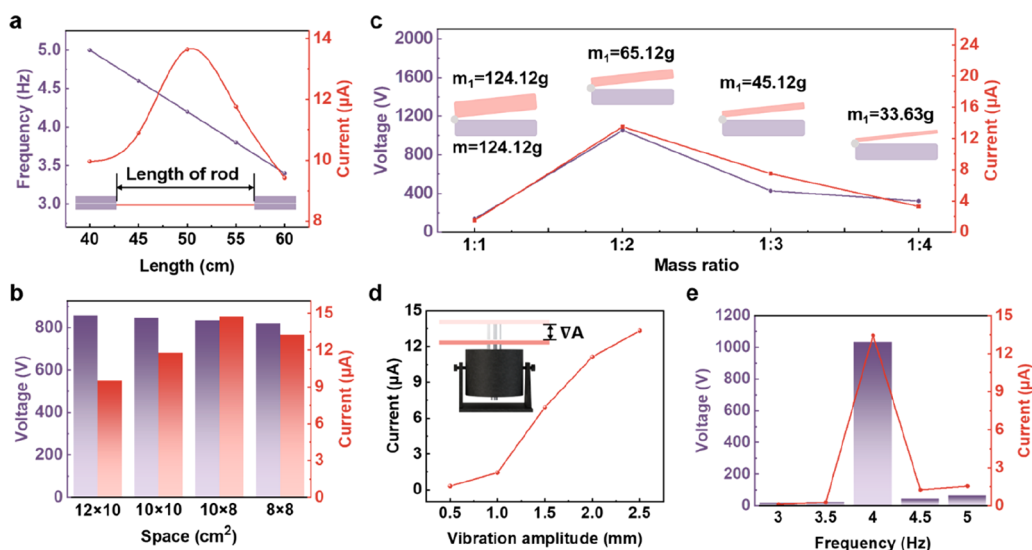 a
Frequency (Hz)
5.0
4.5
4.0
3.5
3.0
Length of rod
40 45 50 55 60
Length (cm)
14
12
10
8
Current (μA)
c
Voltage (V)
2000
1600
1200
800
400
0
m₁=124.12g
m=124.12g
m₁=65.12g
m₁=45.12g
m₁=33.63g
1:1 1:2 1:3 1:4
Mass ratio
24
20
16
12
8
4
0
Current (μA)
b
Voltage (V)
800
600
400
200
0
12×10 10×10 10×8 8×8
Space (cm²)
15
12
9
6
3
0
Current (μA)
d
Current (μA)
15
12
9
6
3
0
∇A
0.5 1.0 1.5 2.0 2.5
Vibration amplitude (mm)
e
Voltage (V)
1200
1000
800
600
400
200
0
3 3.5 4 4.5 5
Frequency (Hz)
15
12
9
6
3
0
Current (μA)